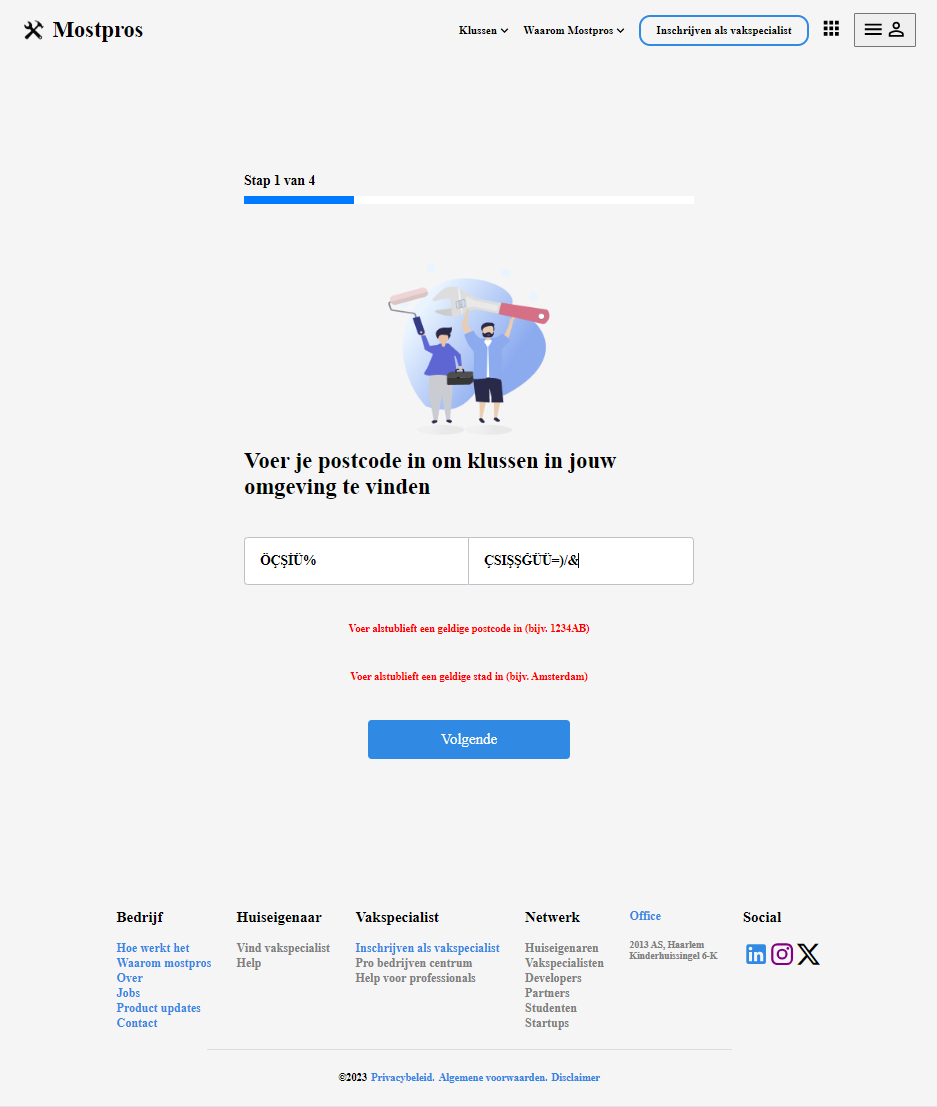 Mostpros
Klussen
Waarom Mostpros
Inschrijven als vakspecialist
Stap 1 van 4
Voer je postcode in om klussen in jouw
omgeving te vinden
ÖÇŞİÜ%
ÇSIŞŞĞÜÜ=)/&
Voer alstublieft een geldige postcode in (bijv. 1234AB)
Voer alstublieft een geldige stad in (bijv. Amsterdam)
Volgende
Bedrijf
Hoe werkt het
Waarom mostpros
Over
Jobs
Product updates
Contact
Huiseigenaar
Vind vakspecialist
Help
Vakspecialist
Inschrijven als vakspecialist
Pro bedrijven centrum
Help voor professionals
Netwerk
Huiseigenaren
Vakspecialisten
Developers
Partners
Studenten
Startups
Office
2013 AS, Haarlem
Kinderhuissingel 6-K
Social
©2023 Privacybeleid. Algemene voorwaarden. Disclaimer